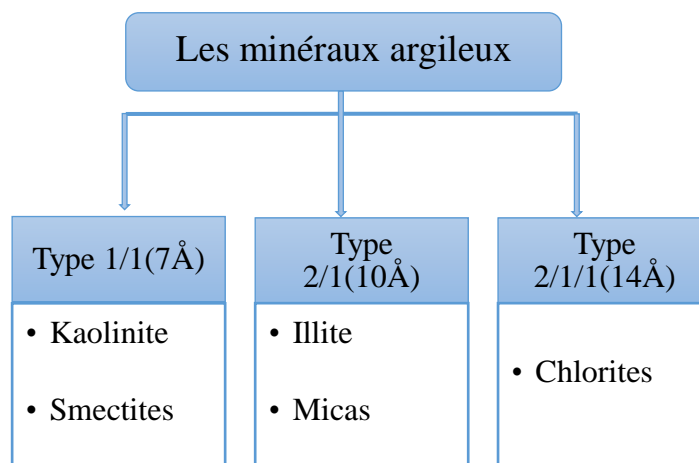 Les minéraux argileux
Type 1/1(7Å)
• Kaolinite
• Smectites
Type
2/1(10Å)
• Illite
• Micas
Type
2/1/1(14Å)
• Chlorites